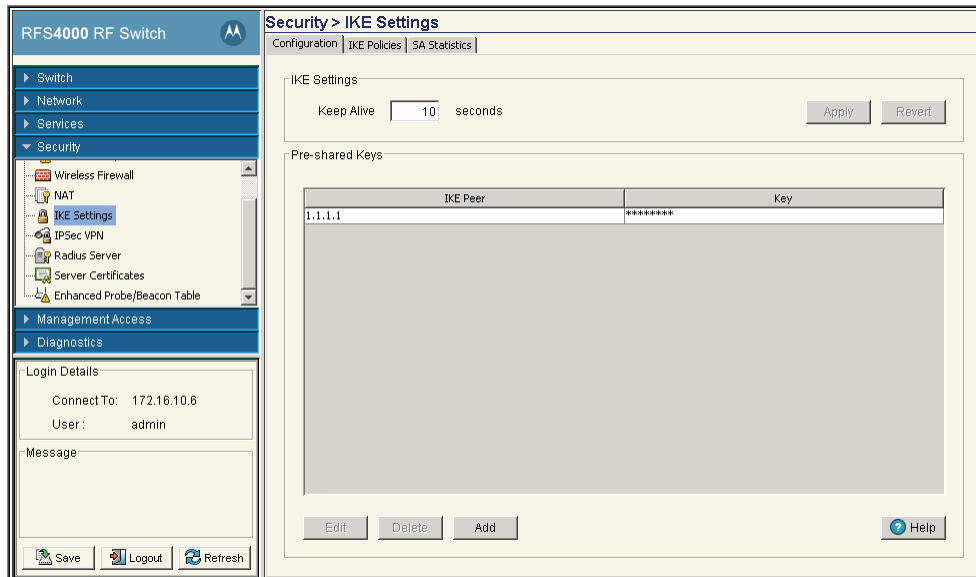 RFS4000 RF Switch
Switch
Network
Services
Security
Wireless Firewall
NAT
IKE Settings
IPSec VPN
Radius Server
Server Certificates
Enhanced Probe/Beacon Table
Management Access
Diagnostics
Login Details
Connect To: 172.16.10.6
User : admin
Message
Save Logout Refresh
Security > IKE Settings
Configuration IKE Policies SA Statistics
IKE Settings
Keep Alive 10 seconds Apply Revert
Pre-shared Keys
IKE Peer Key
1.1.1.1 ********
Edit Delete Add Help